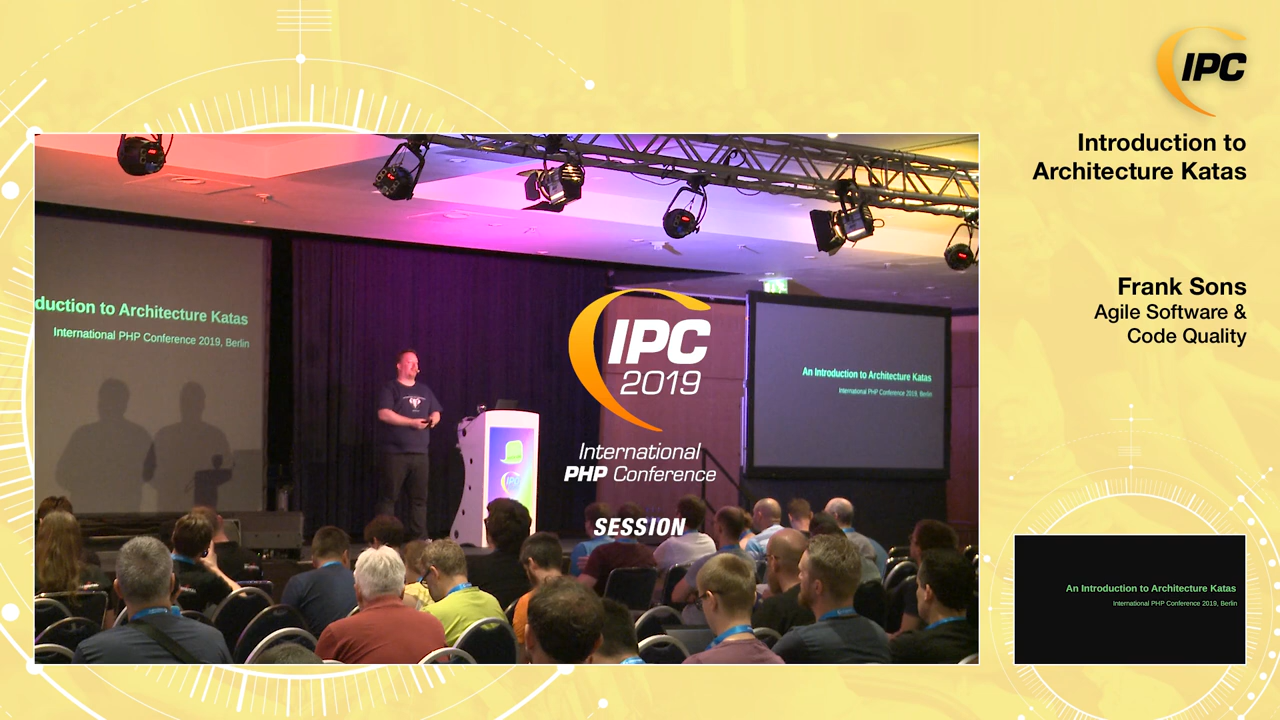 IPC
Introduction to
Architecture Katas
Frank Sons
Agile Software &
Code Quality
duction to Architecture Katas
International PHP Conference 2019, Berlin
IPC
2019
International
PHP Conference
SESSION
An Introduction to Architecture Katas
International PHP Conference 2019, Berlin
IPC
An Introduction to Architecture Katas
International PHP Conference 2019, Berlin